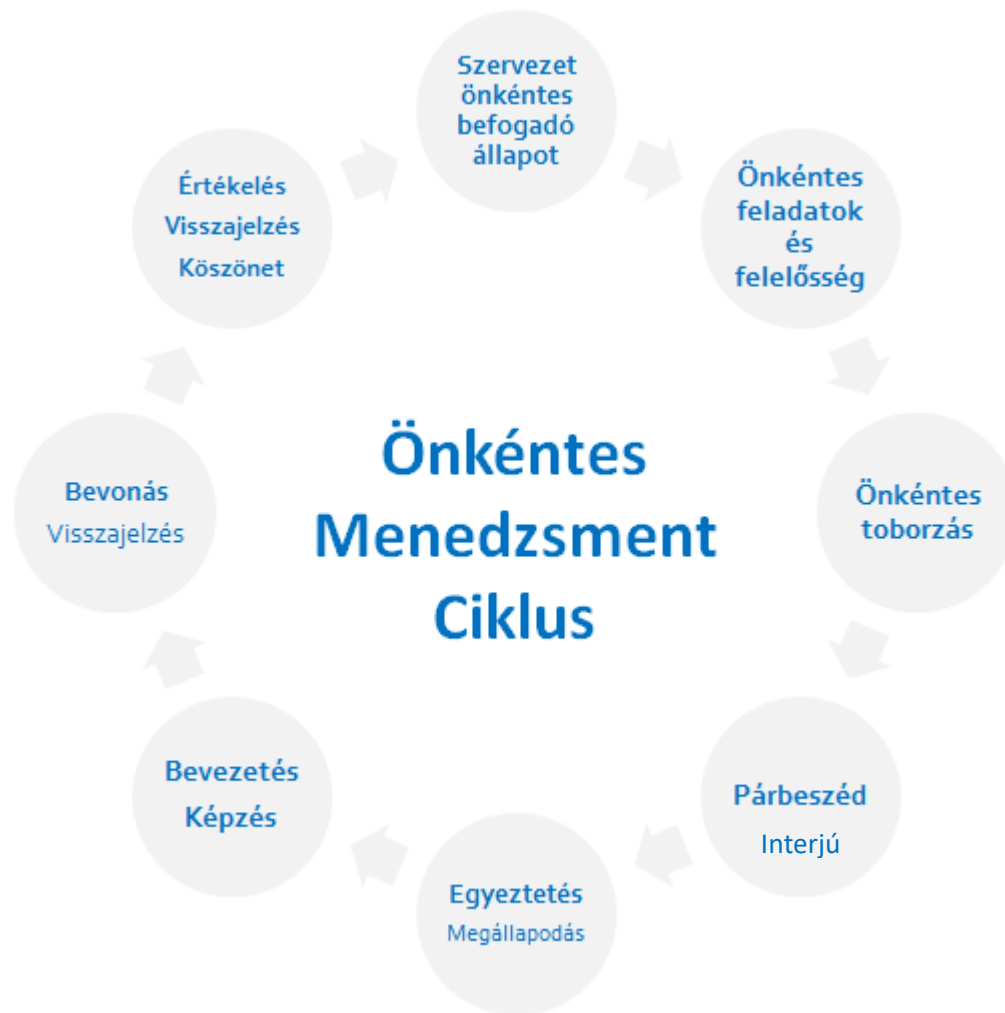 Szervezet
önkéntes
befogadó
állapot
Önkéntes
feladatok
és
felelősség
Önkéntes
toborzás
Párbeszéd
Interjú
Egyeztetés
Megállapodás
Bevezetés
Képzés
Bevonás
Visszajelzés
Értékelés
Visszajelzés
Köszönet
Önkéntes
Menedzsment
Ciklus